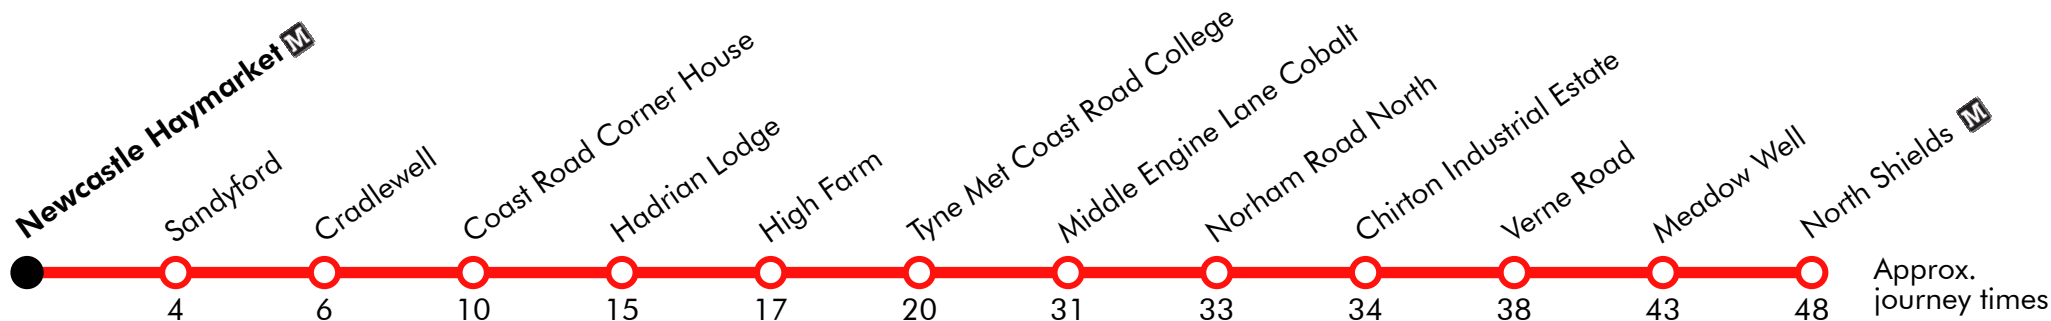 Newcastle Haymarket M
Sandyford
Cradlewell
Coast Road Corner House
Hadrian Lodge
High Farm
Tyne Met Coast Road College
Middle Engine Lane Cobalt
Norham Road North
Chirton Industrial Estate
Verne Road
Meadow Well
North Shields M
4 6 10 15 17 20 31 33 34 38 43 48
Approx.
journey times